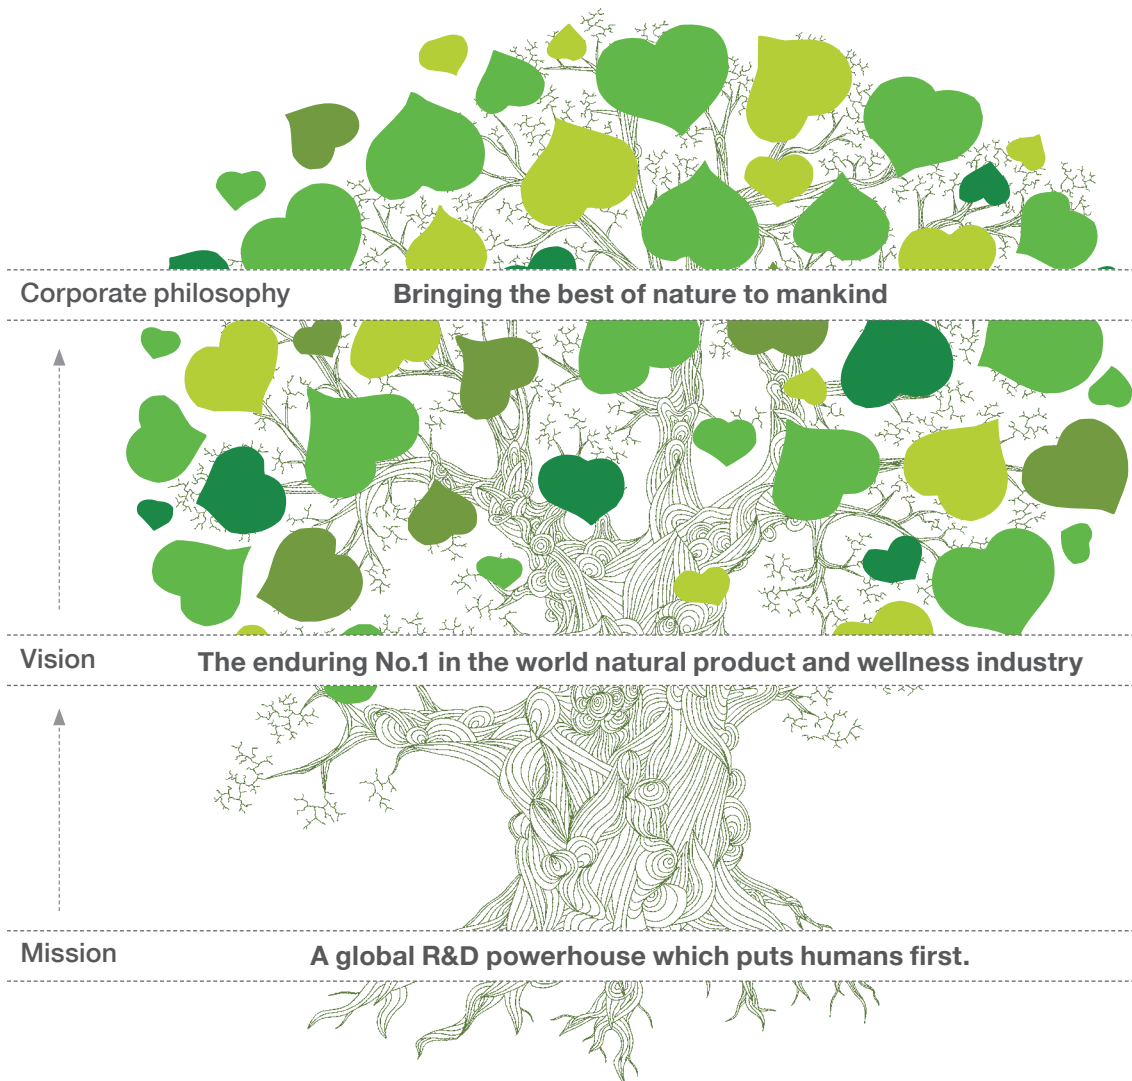 Corporate philosophy Bringing the best of nature to mankind
Vision The enduring No.1 in the world natural product and wellness industry
Mission A global R&D powerhouse which puts humans first.